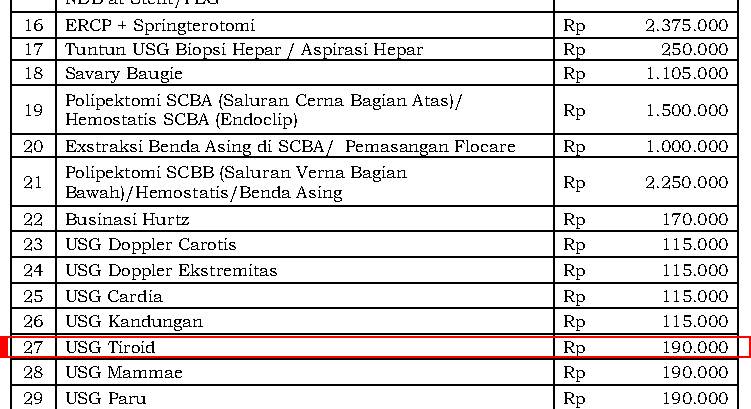 NDB at Stent/PEG
16 ERCP + Springterotomi Rp 2.375.000
17 Tuntun USG Biopsi Hepar / Aspirasi Hepar Rp 250.000
18 Savary Baugie Rp 1.105.000
19 Polipektomi SCBA (Saluran Cerna Bagian Atas)/ Rp 1.500.000
Hemostatis SCBA (Endoclip)
20 Exstraksi Benda Asing di SCBA/ Pemasangan Flocare Rp 1.000.000
21 Polipektomi SCBB (Saluran Verna Bagian Rp 2.250.000
Bawah)/Hemostatis/Benda Asing
22 Businasi Hurtz Rp 170.000
23 USG Doppler Carotis Rp 115.000
24 USG Doppler Ekstremitas Rp 115.000
25 USG Cardia Rp 115.000
26 USG Kandungan Rp 115.000
27 USG Tiroid Rp 190.000
28 USG Mammae Rp 190.000
29 USG Paru Rp 190.000